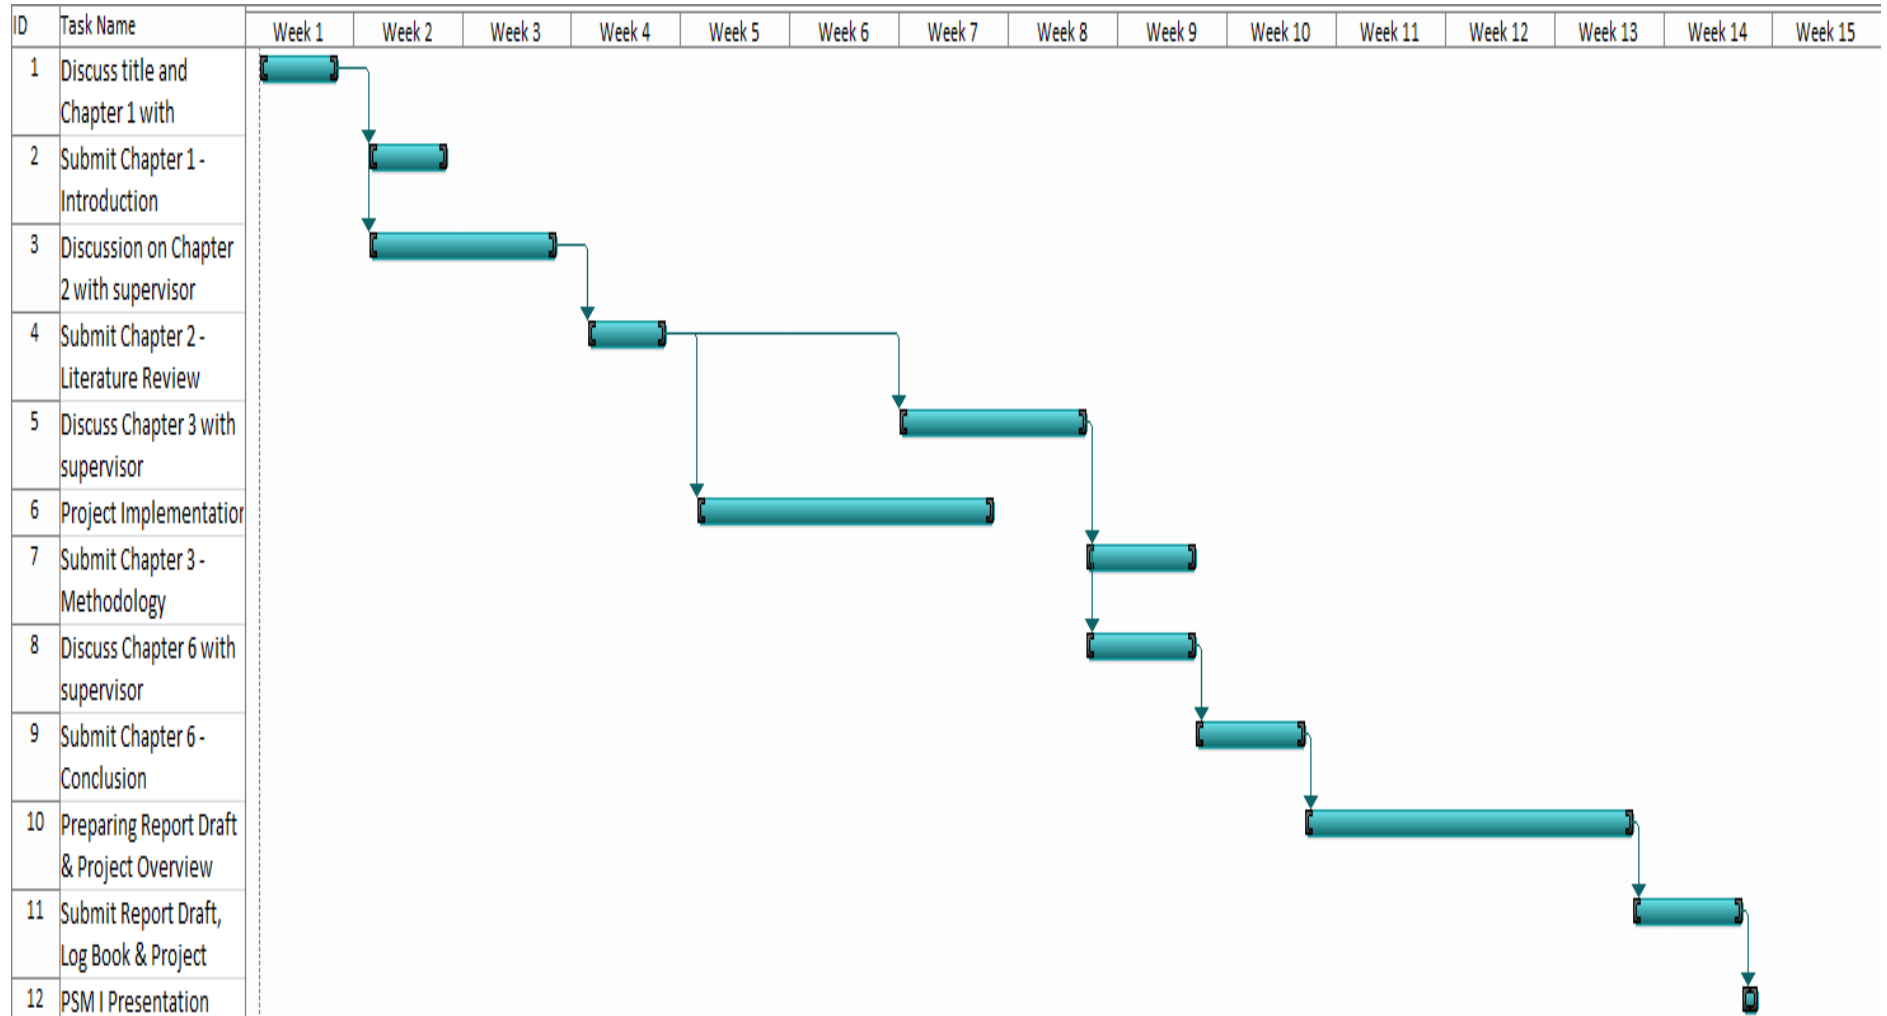 ID Task Name Week 1 Week 2 Week 3 Week 4 Week 5 Week 6 Week 7 Week 8 Week 9 Week 10 Week 11 Week 12 Week 13 Week 14 Week 15
1 Discuss title and
Chapter 1 with
2 Submit Chapter 1 -
Introduction
3 Discussion on Chapter
2 with supervisor
4 Submit Chapter 2 -
Literature Review
5 Discuss Chapter 3 with
supervisor
6 Project Implementation
7 Submit Chapter 3 -
Methodology
8 Discuss Chapter 6 with
supervisor
9 Submit Chapter 6 -
Conclusion
10 Preparing Report Draft
& Project Overview
11 Submit Report Draft,
Log Book & Project
12 PSM I Presentation